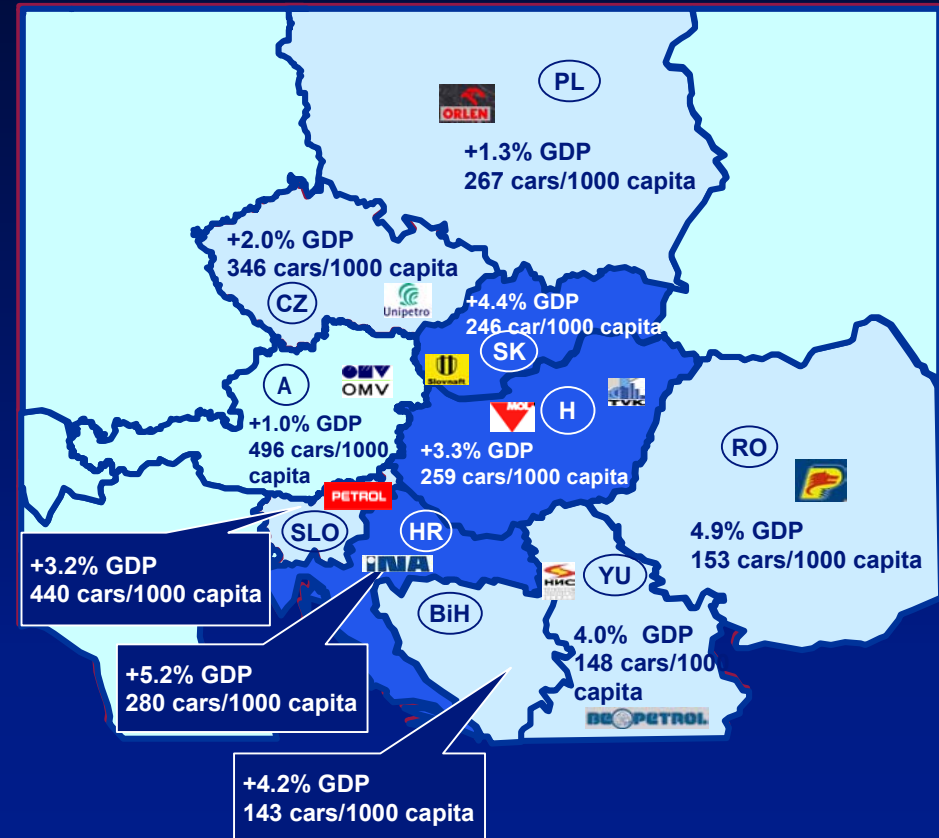 PL
ORLEN
+1.3% GDP
267 cars/1000 capita
+2.0% GDP
346 cars/1000 capita
CZ
Unipetro
+4.4% GDP
246 car/1000 capita
SK
A
OMV
OMV
Slovnaft
+1.0% GDP
496 cars/1000
capita
MOL
H
TVK
+3.3% GDP
259 cars/1000 capita
RO
4.9% GDP
153 cars/1000 capita
PETROL
SLO
+3.2% GDP
440 cars/1000 capita
HR
INA
+5.2% GDP
280 cars/1000 capita
BiH
+4.2% GDP
143 cars/1000 capita
НИС
YU
4.0% GDP
148 cars/1000
capita
BEOPETROL